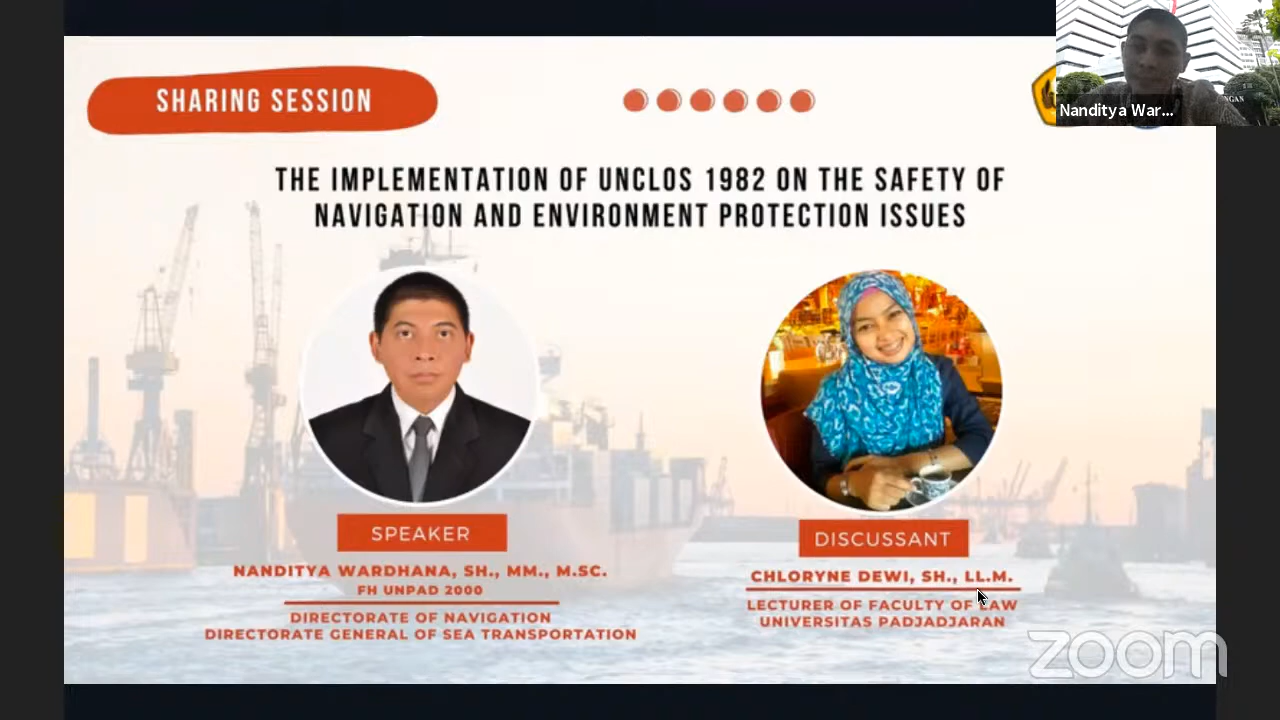 SHARING SESSION
Nanditya War...
THE IMPLEMENTATION OF UNCLOS 1982 ON THE SAFETY OF
NAVIGATION AND ENVIRONMENT PROTECTION ISSUES
SPEAKER
NANDITYA WARDHANA, SH., MM., M.SC.
FH UNPAD 2000
DIRECTORATE OF NAVIGATION
DIRECTORATE GENERAL OF SEA TRANSPORTATION
DISCUSSANT
CHLORYNE DEWI, SH., LL.M.
LECTURER OF FACULTY OF LAW
UNIVERSITAS PADJADJARAN
zoom